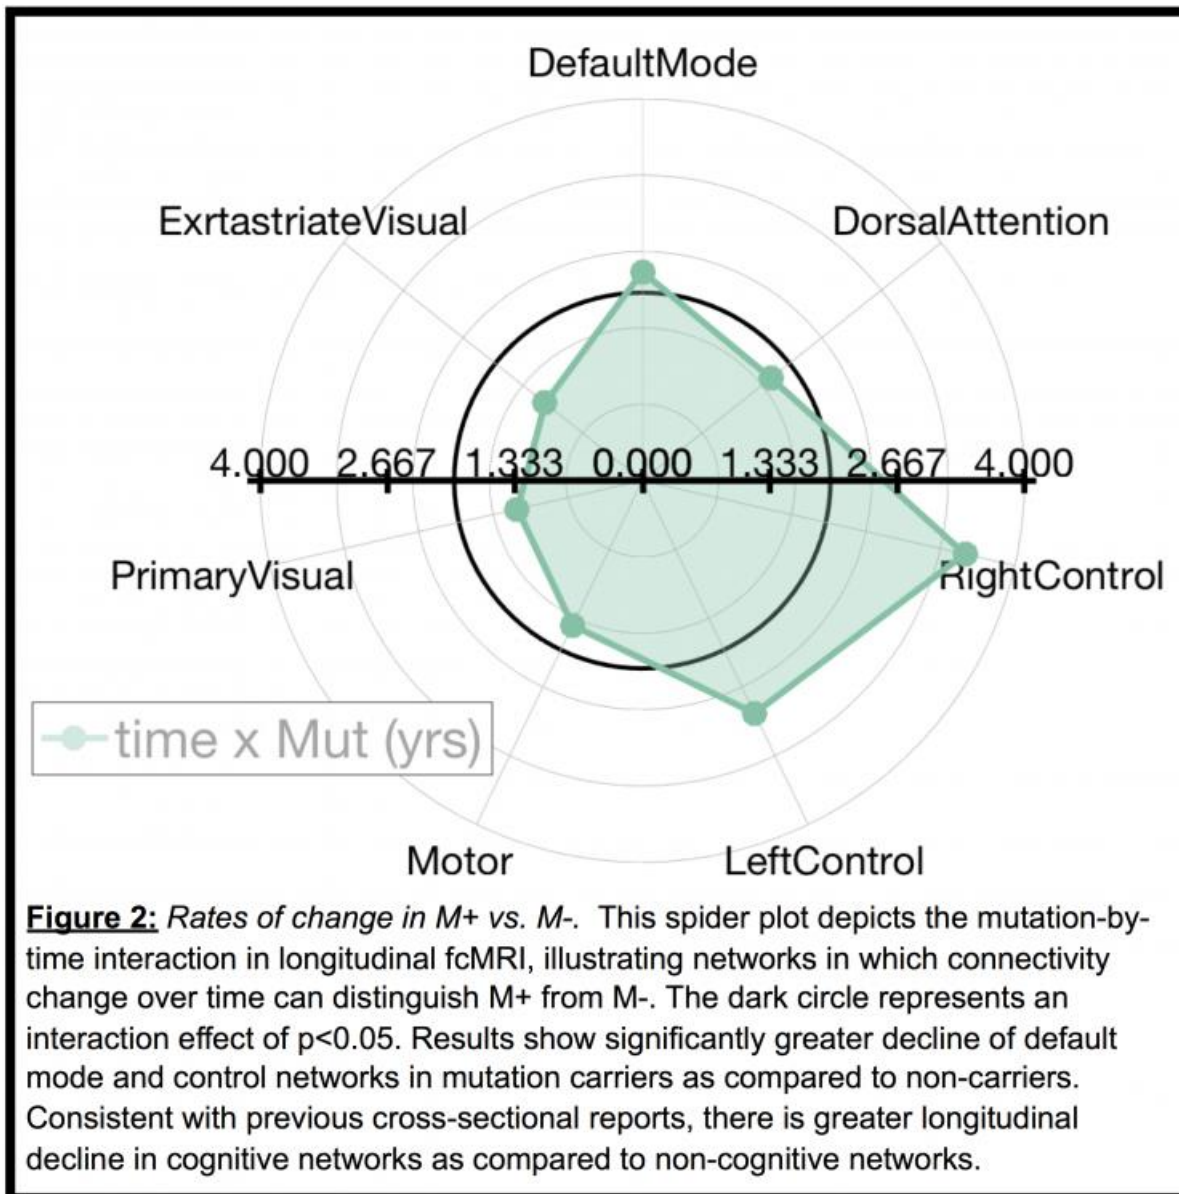 DefaultMode
ExrtastriateVisual
DorsalAttention
4.000 2.667 1.333 0.000 1.333 2.667 4.000
PrimaryVisual
RightControl
time x Mut (yrs)
Motor
LeftControl
Figure 2: Rates of change in M+ vs. M-. This spider plot depicts the mutation-by-
time interaction in longitudinal fcMRI, illustrating networks in which connectivity
change over time can distinguish M+ from M-. The dark circle represents an
interaction effect of p<0.05. Results show significantly greater decline of default
mode and control networks in mutation carriers as compared to non-carriers.
Consistent with previous cross-sectional reports, there is greater longitudinal
decline in cognitive networks as compared to non-cognitive networks.